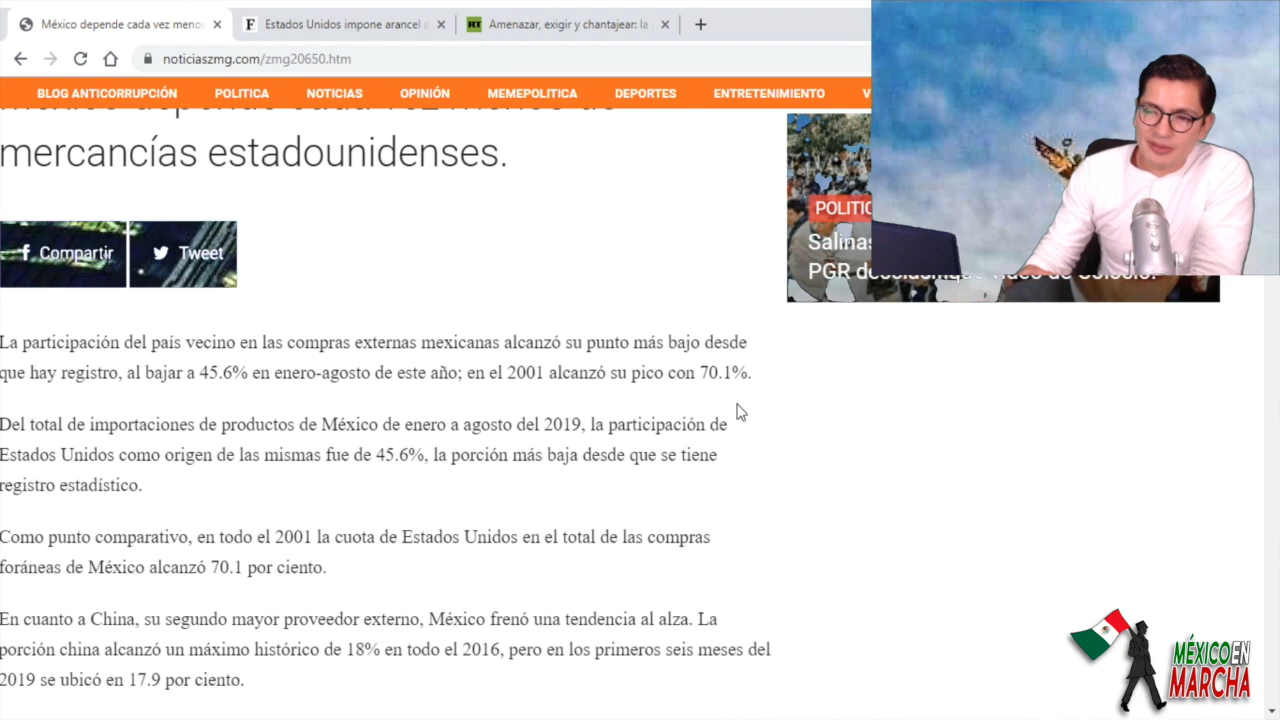 México depende cada vez menos
Estados Unidos impone arancel
Amenazar, exigir y chantajear: la
noticiaszmg.com/zmg20650.htm
BLOG ANTICORRUPCIÓN
POLITICA
NOTICIAS
OPINIÓN
MEMEPOLITICA
DEPORTES
ENTRETENIMIENTO
mercancías estadounidenses.
Compartir
Tweet
POLITIC
Salinas
PGR
La participación del país vecino en las compras externas mexicanas alcanzó su punto más bajo desde
que hay registro, al bajar a 45.6% en enero-agosto de este año; en el 2001 alcanzó su pico con 70.1%.
Del total de importaciones de productos de México de enero a agosto del 2019, la participación de
Estados Unidos como origen de las mismas fue de 45.6%, la porción más baja desde que se tiene
registro estadístico.
Como punto comparativo, en todo el 2001 la cuota de Estados Unidos en el total de las compras
foráneas de México alcanzó 70.1 por ciento.
En cuanto a China, su segundo mayor proveedor externo, México frenó una tendencia al alza. La
porción china alcanzó un máximo histórico de 18% en todo el 2016, pero en los primeros seis meses del
2019 se ubicó en 17.9 por ciento.
MÉXICO EN
MARCHA